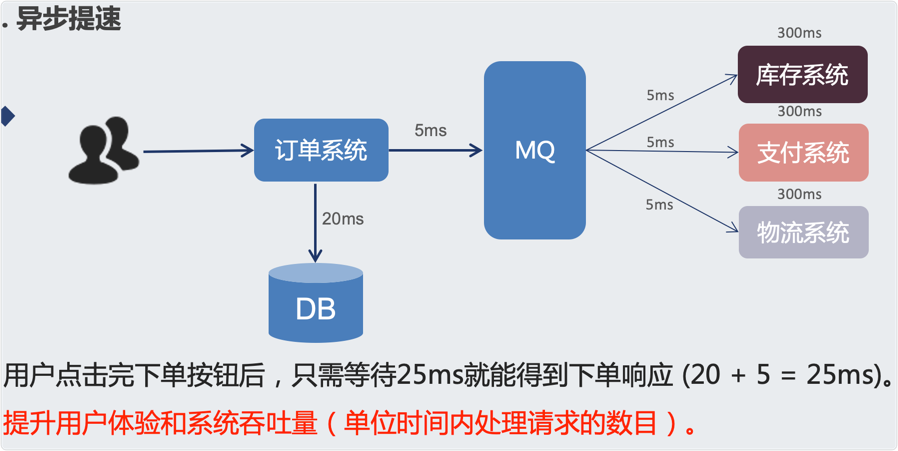 . 异步提速
300ms
库存系统
5ms
300ms
订单系统
5ms
MQ
5ms
支付系统
300ms
20ms
5ms
物流系统
DB
用户点击完下单按钮后，只需等待25ms就能得到下单响应 (20 + 5 = 25ms)。
提升用户体验和系统吞吐量（单位时间内处理请求的数目）。